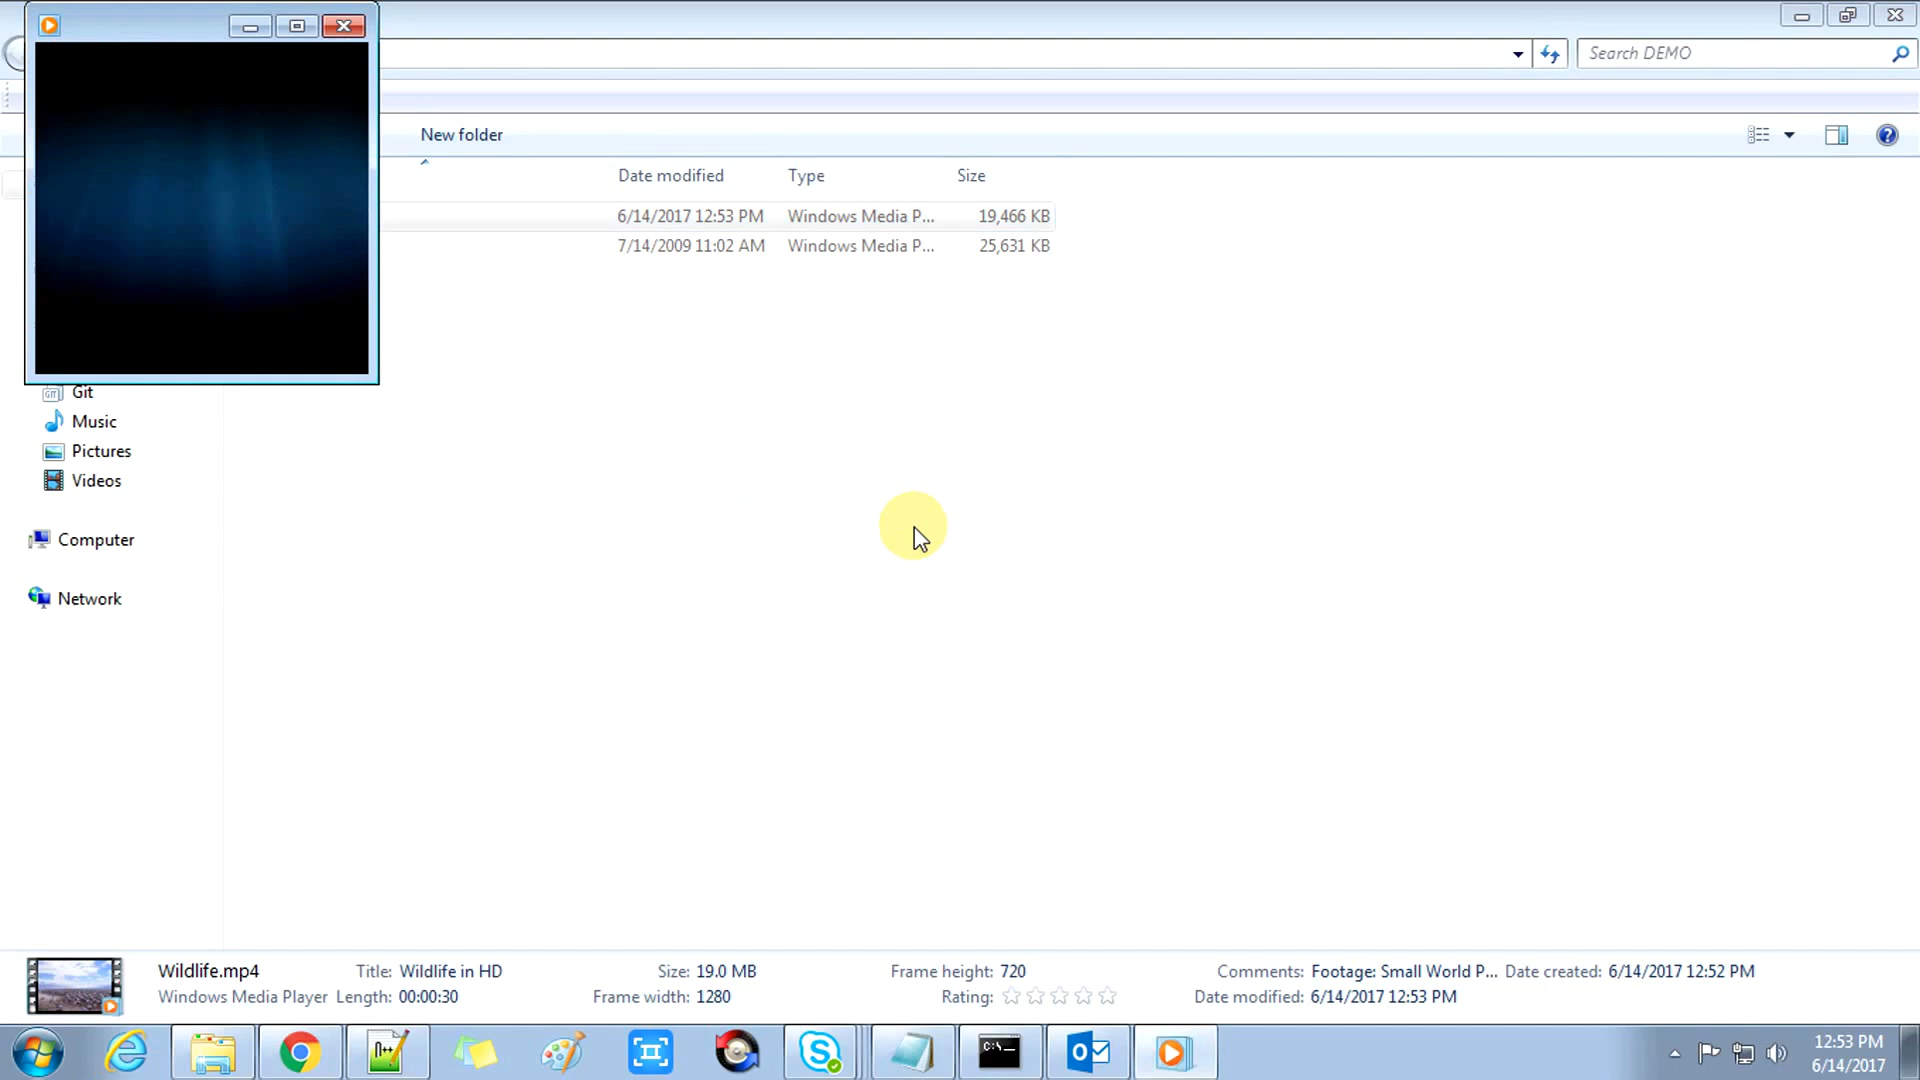 Search DEMO
New folder
Date modified Type Size
6/14/2017 12:53 PM Windows Media P... 19,466 KB
7/14/2009 11:02 AM Windows Media P... 25,631 KB
Git
Music
Pictures
Videos
Computer
Network
Wildlife.mp4 Title: Wildlife in HD Size: 19.0 MB Frame height: 720 Comments: Footage: Small World P... Date created: 6/14/2017 12:52 PM
Windows Media Player Length: 00:00:30 Frame width: 1280 Rating: Date modified: 6/14/2017 12:53 PM
12:53 PM
6/14/2017